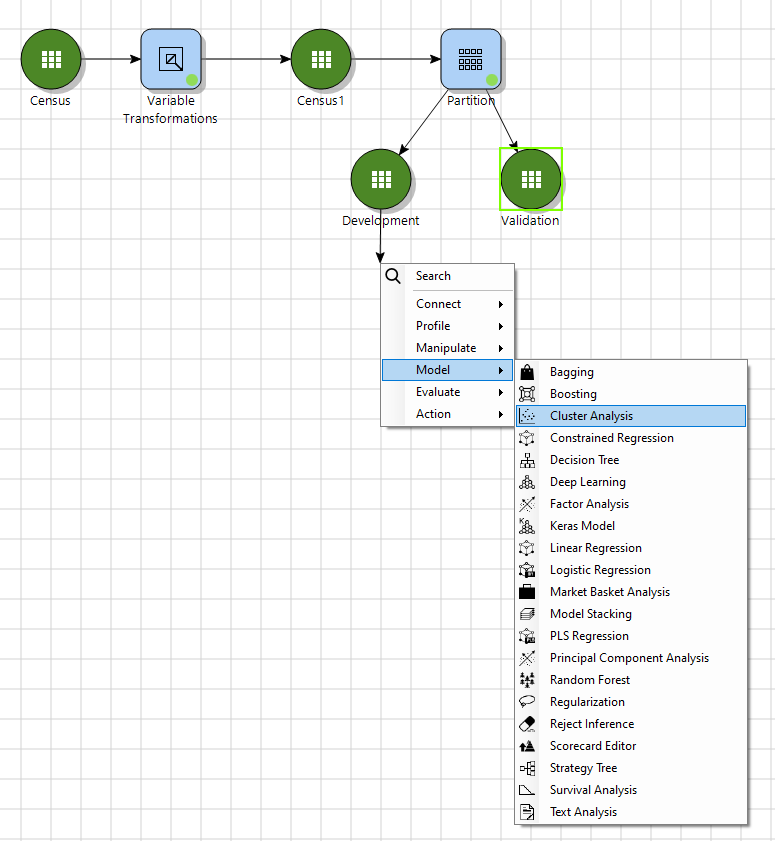 Census
Variable
Transformations
Census1
Partition
Development
Validation
Search
Connect
Profile
Manipulate
Model
Evaluate
Action
Bagging
Boosting
Cluster Analysis
Constrained Regression
Decision Tree
Deep Learning
Factor Analysis
Keras Model
Linear Regression
Logistic Regression
Market Basket Analysis
Model Stacking
PLS Regression
Principal Component Analysis
Random Forest
Regularization
Reject Inference
Scorecard Editor
Strategy Tree
Survival Analysis
Text Analysis